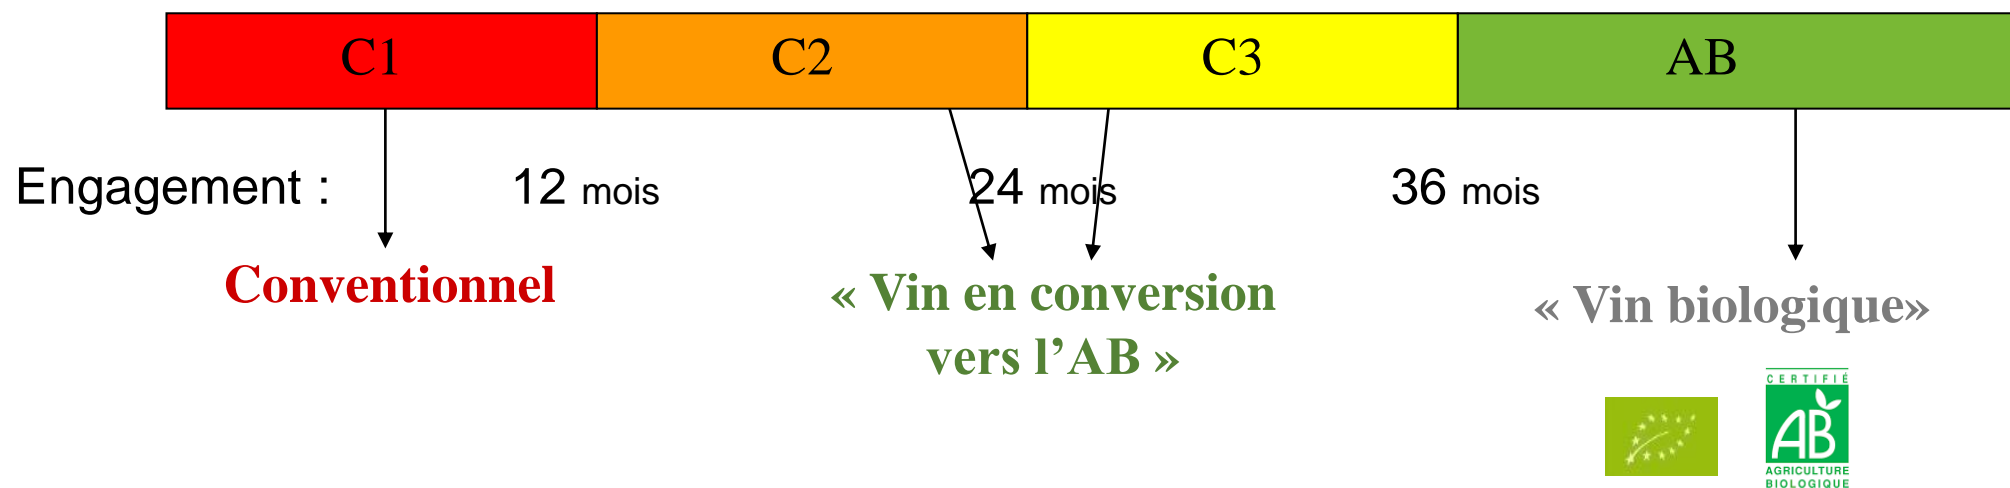 C1 C2 C3 AB
Engagement : 12 mois 24 mois 36 mois
Conventionnel
« Vin en conversion
vers l’AB »
« Vin biologique»
CERTIFIÉ
AB
AGRICULTURE
BIOLOGIQUE